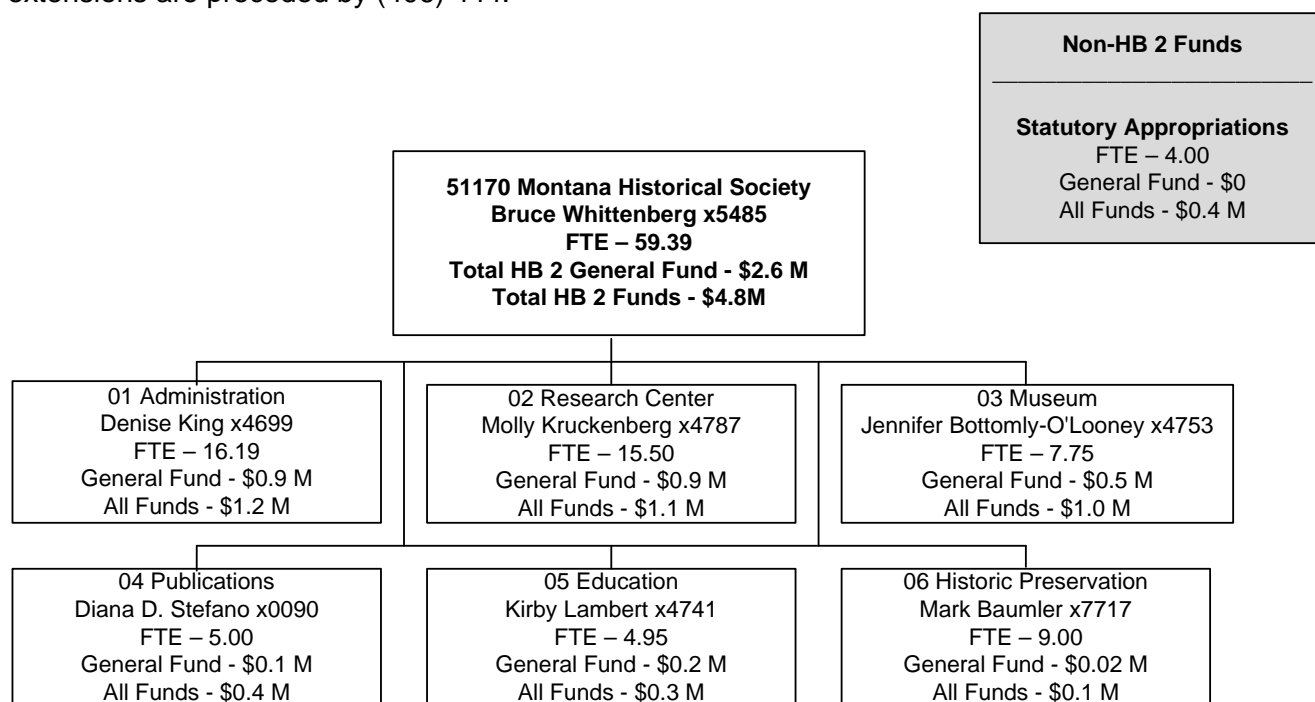 Non-HB 2 Funds
Statutory Appropriations
FTE – 4.00
General Fund - $0
All Funds - $0.4 M
51170 Montana Historical Society
Bruce Whittenberg x5485
FTE – 59.39
Total HB 2 General Fund - $2.6 M
Total HB 2 Funds - $4.8M
01 Administration
Denise King x4699
FTE – 16.19
General Fund - $0.9 M
All Funds - $1.2 M
02 Research Center
Molly Kruckenberg x4787
FTE – 15.50
General Fund - $0.9 M
All Funds - $1.1 M
03 Museum
Jennifer Bottomly-O'Looney x4753
FTE – 7.75
General Fund - $0.5 M
All Funds - $1.0 M
04 Publications
Diana D. Stefano x0090
FTE – 5.00
General Fund - $0.1 M
All Funds - $0.4 M
05 Education
Kirby Lambert x4741
FTE – 4.95
General Fund - $0.2 M
All Funds - $0.3 M
06 Historic Preservation
Mark Baumler x7717
FTE – 9.00
General Fund - $0.02 M
All Funds - $0.1 M